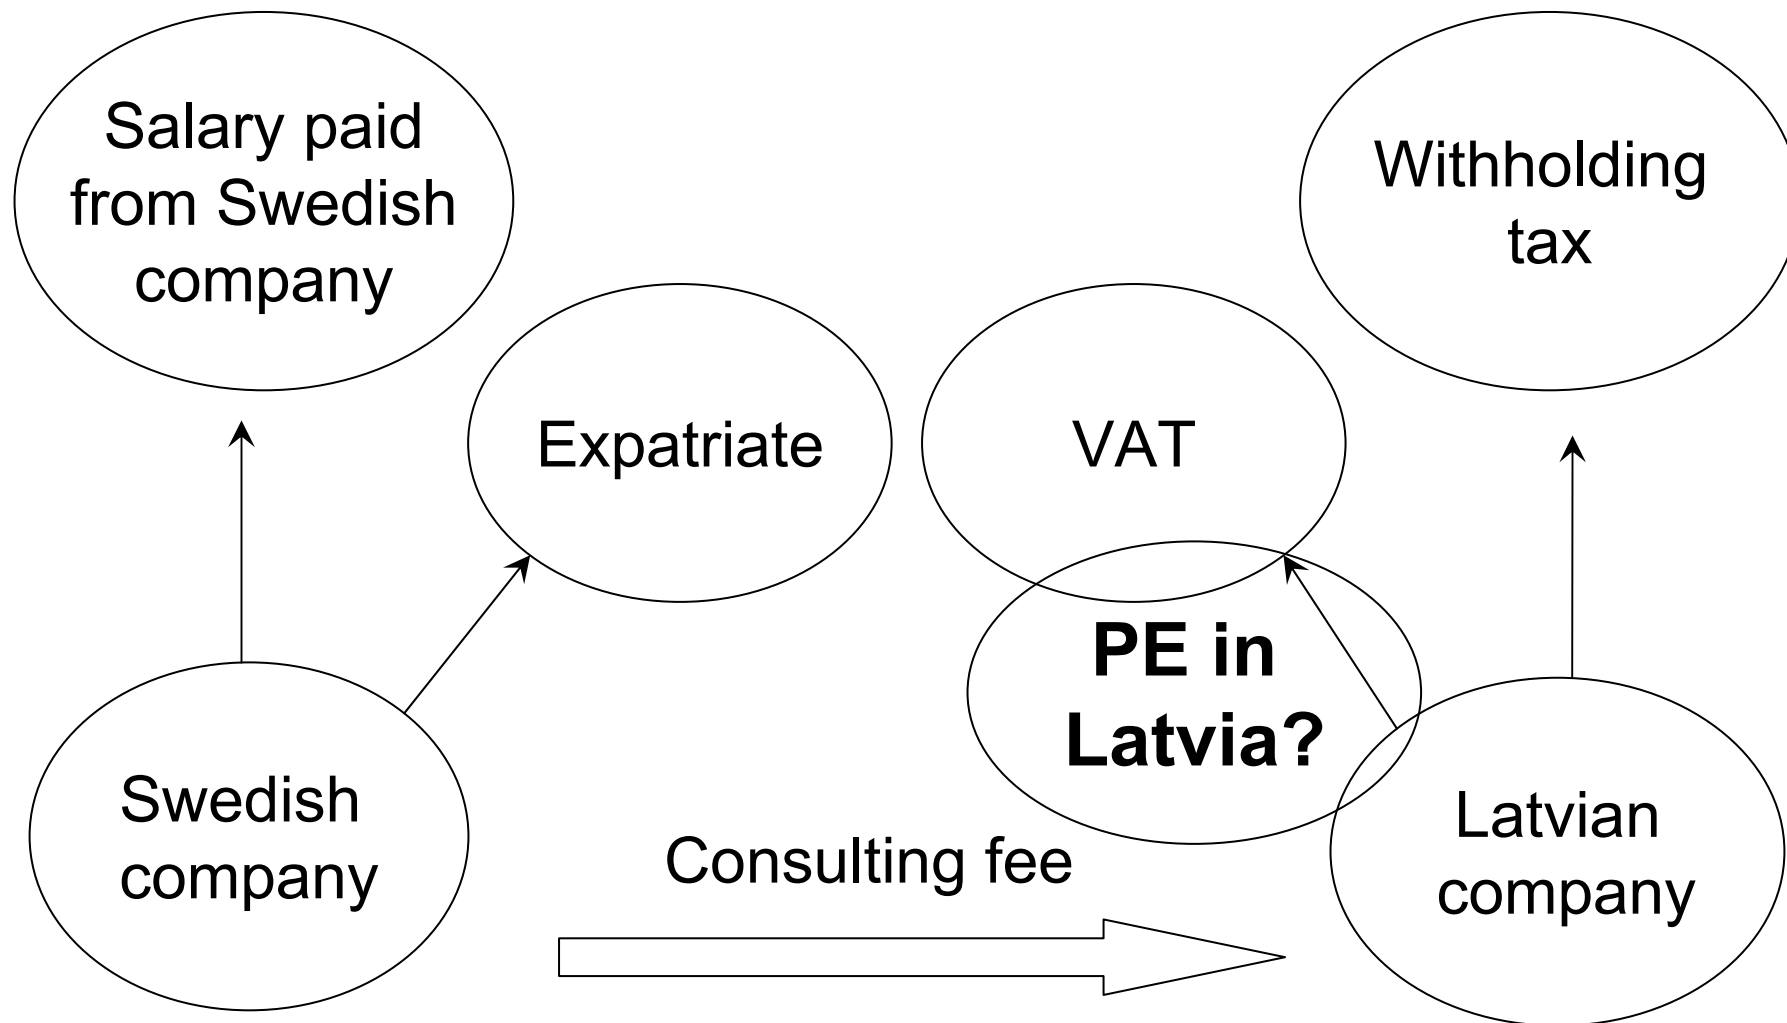 Salary paid
from Swedish
company
Withholding
tax
Expatriate
VAT
PE in
Latvia?
Swedish
company
Consulting fee
Latvian
company